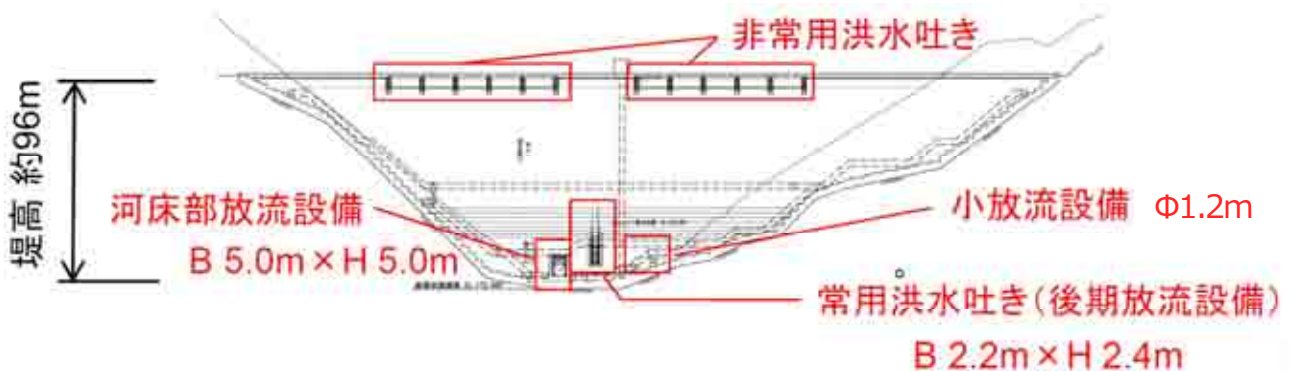 非常用洪水吐き
堤高 約96m
河床部放流設備
B 5.0m×H 5.0m
小放流設備 Φ1.2m
常用洪水吐き(後期放流設備)
B 2.2m×H 2.4m